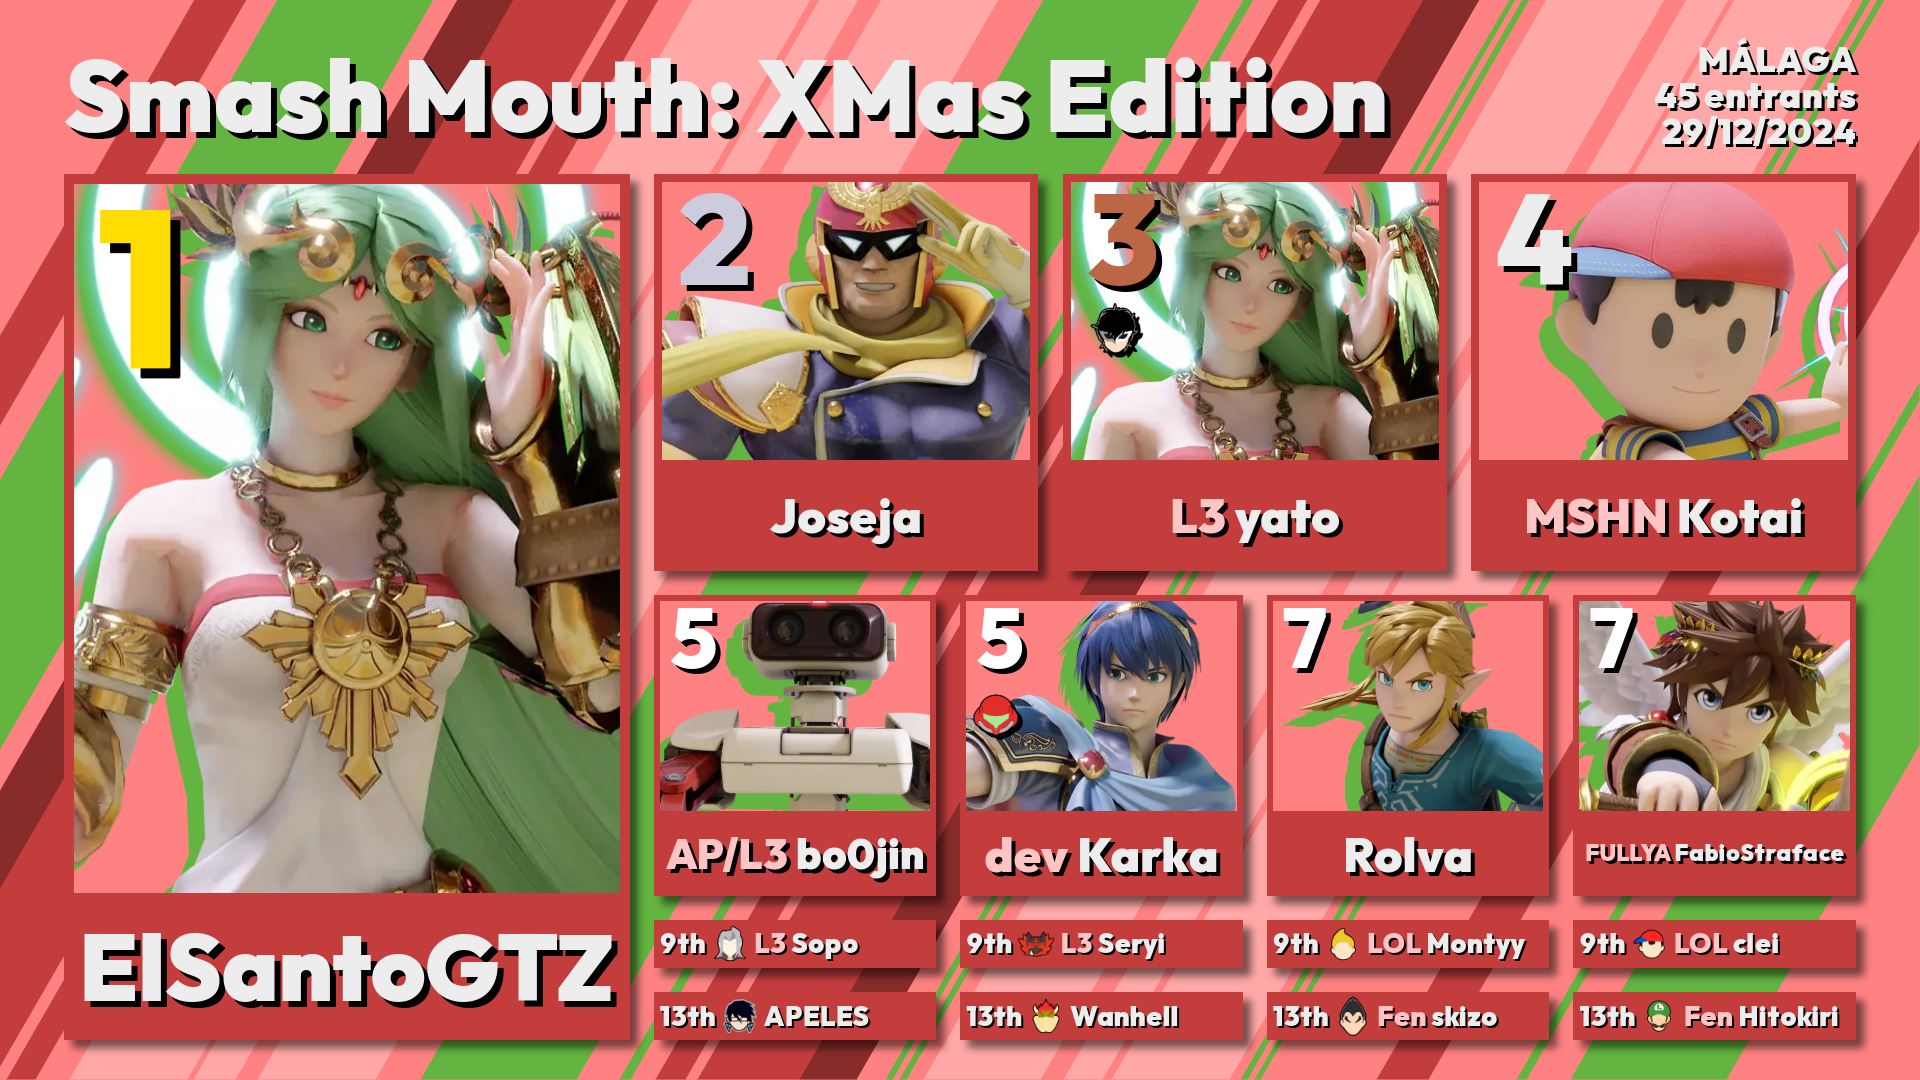 Smash Mouth: XMas Edition
MÁLAGA
45 entrants
29/12/2024
1
ElSantoGTZ
2
Joseja
3
L3 yato
4
MSHN Kotai
5
AP/L3 bo0jin
5
dev Karka
7
Rolva
7
FULLYA FabioStraface
9th L3 Sopo
9th L3 Seryi
9th LOL Montyy
9th LOL clei
13th APELES
13th Wanhell
13th Fen skizo
13th Fen Hitokiri